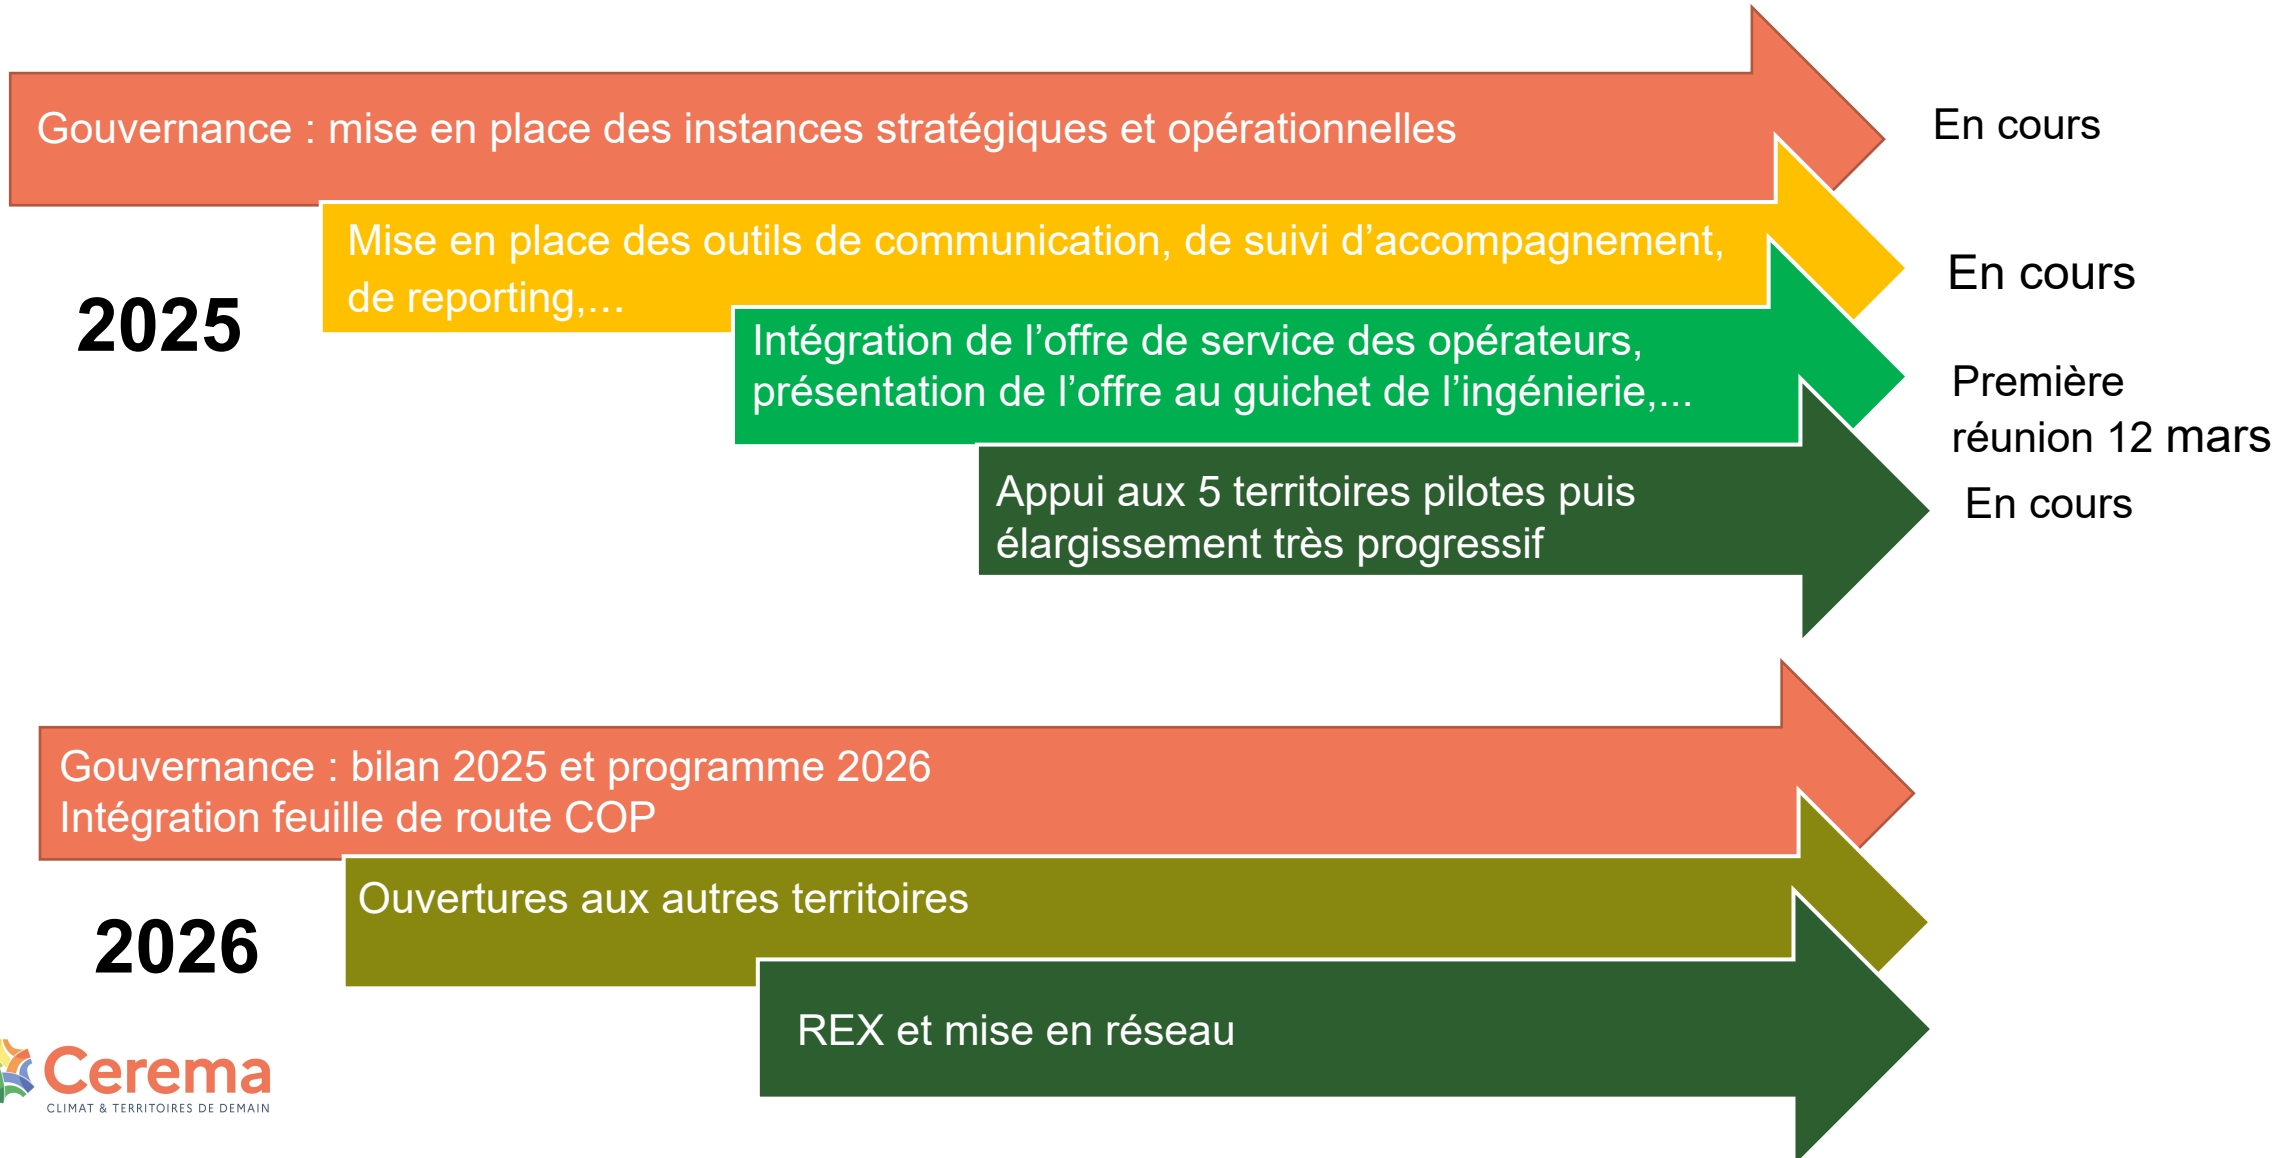 Gouvernance : mise en place des instances stratégiques et opérationnelles
En cours
Mise en place des outils de communication, de suivi d’accompagnement,
de reporting,...
En cours
2025
Intégration de l’offre de service des opérateurs,
présentation de l’offre au guichet de l’ingénierie,...
Première
réunion 12 mars
Appui aux 5 territoires pilotes puis
élargissement très progressif
En cours
Gouvernance : bilan 2025 et programme 2026
Intégration feuille de route COP
Ouvertures aux autres territoires
2026
REX et mise en réseau
Cerema
CLIMAT & TERRITOIRES DE DEMAIN